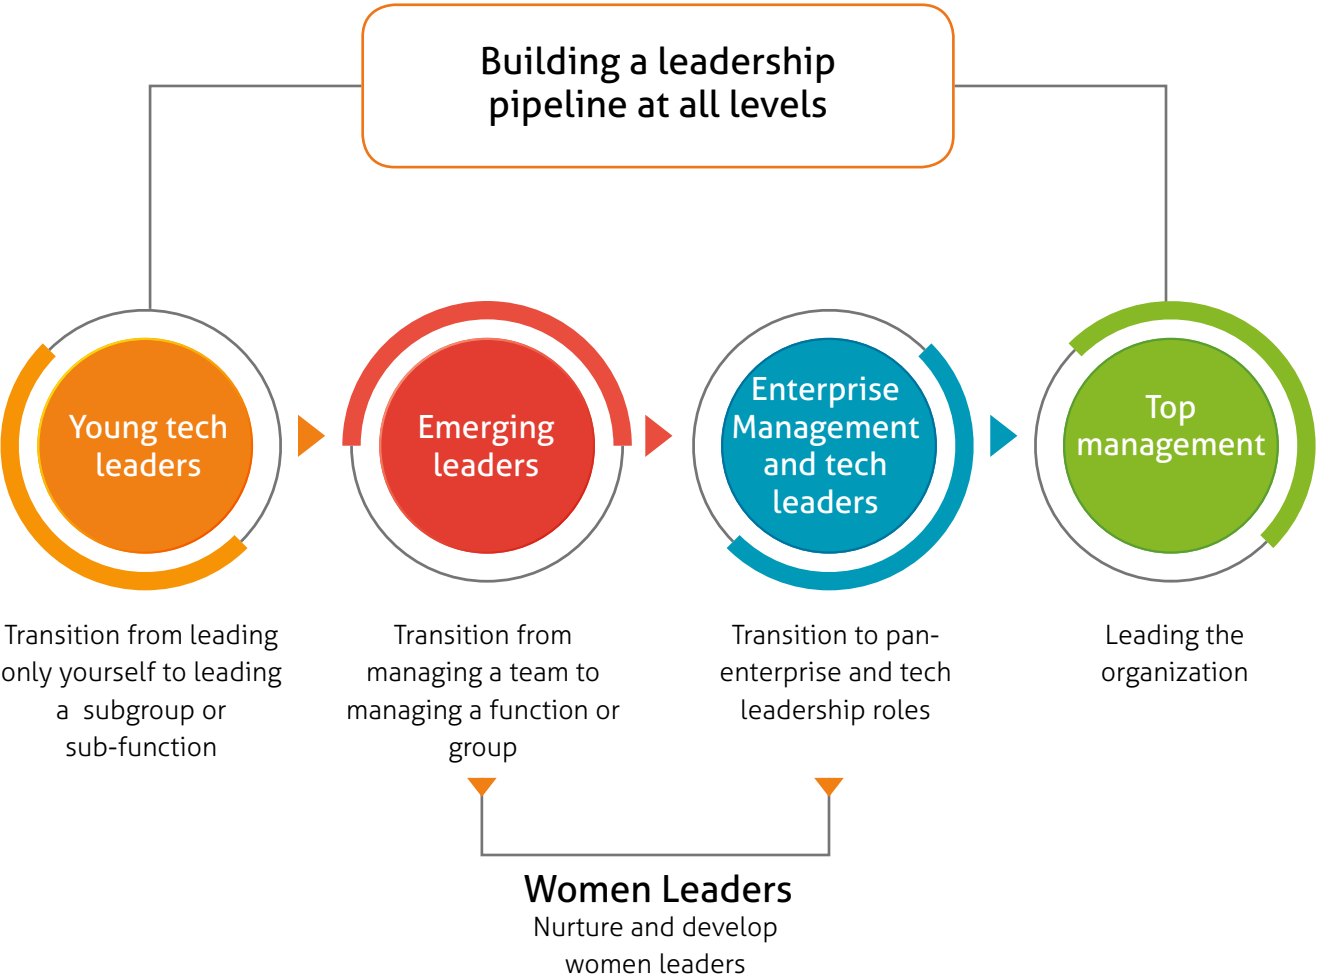 Building a leadership
pipeline at all levels
Young tech
leaders
Emerging
leaders
Enterprise
Management
and tech
leaders
Top
management
Transition from leading
only yourself to leading
a subgroup or
sub-function
Transition from
managing a team to
managing a function or
group
Transition to pan-
enterprise and tech
leadership roles
Leading the
organization
Women Leaders
Nurture and develop
women leaders